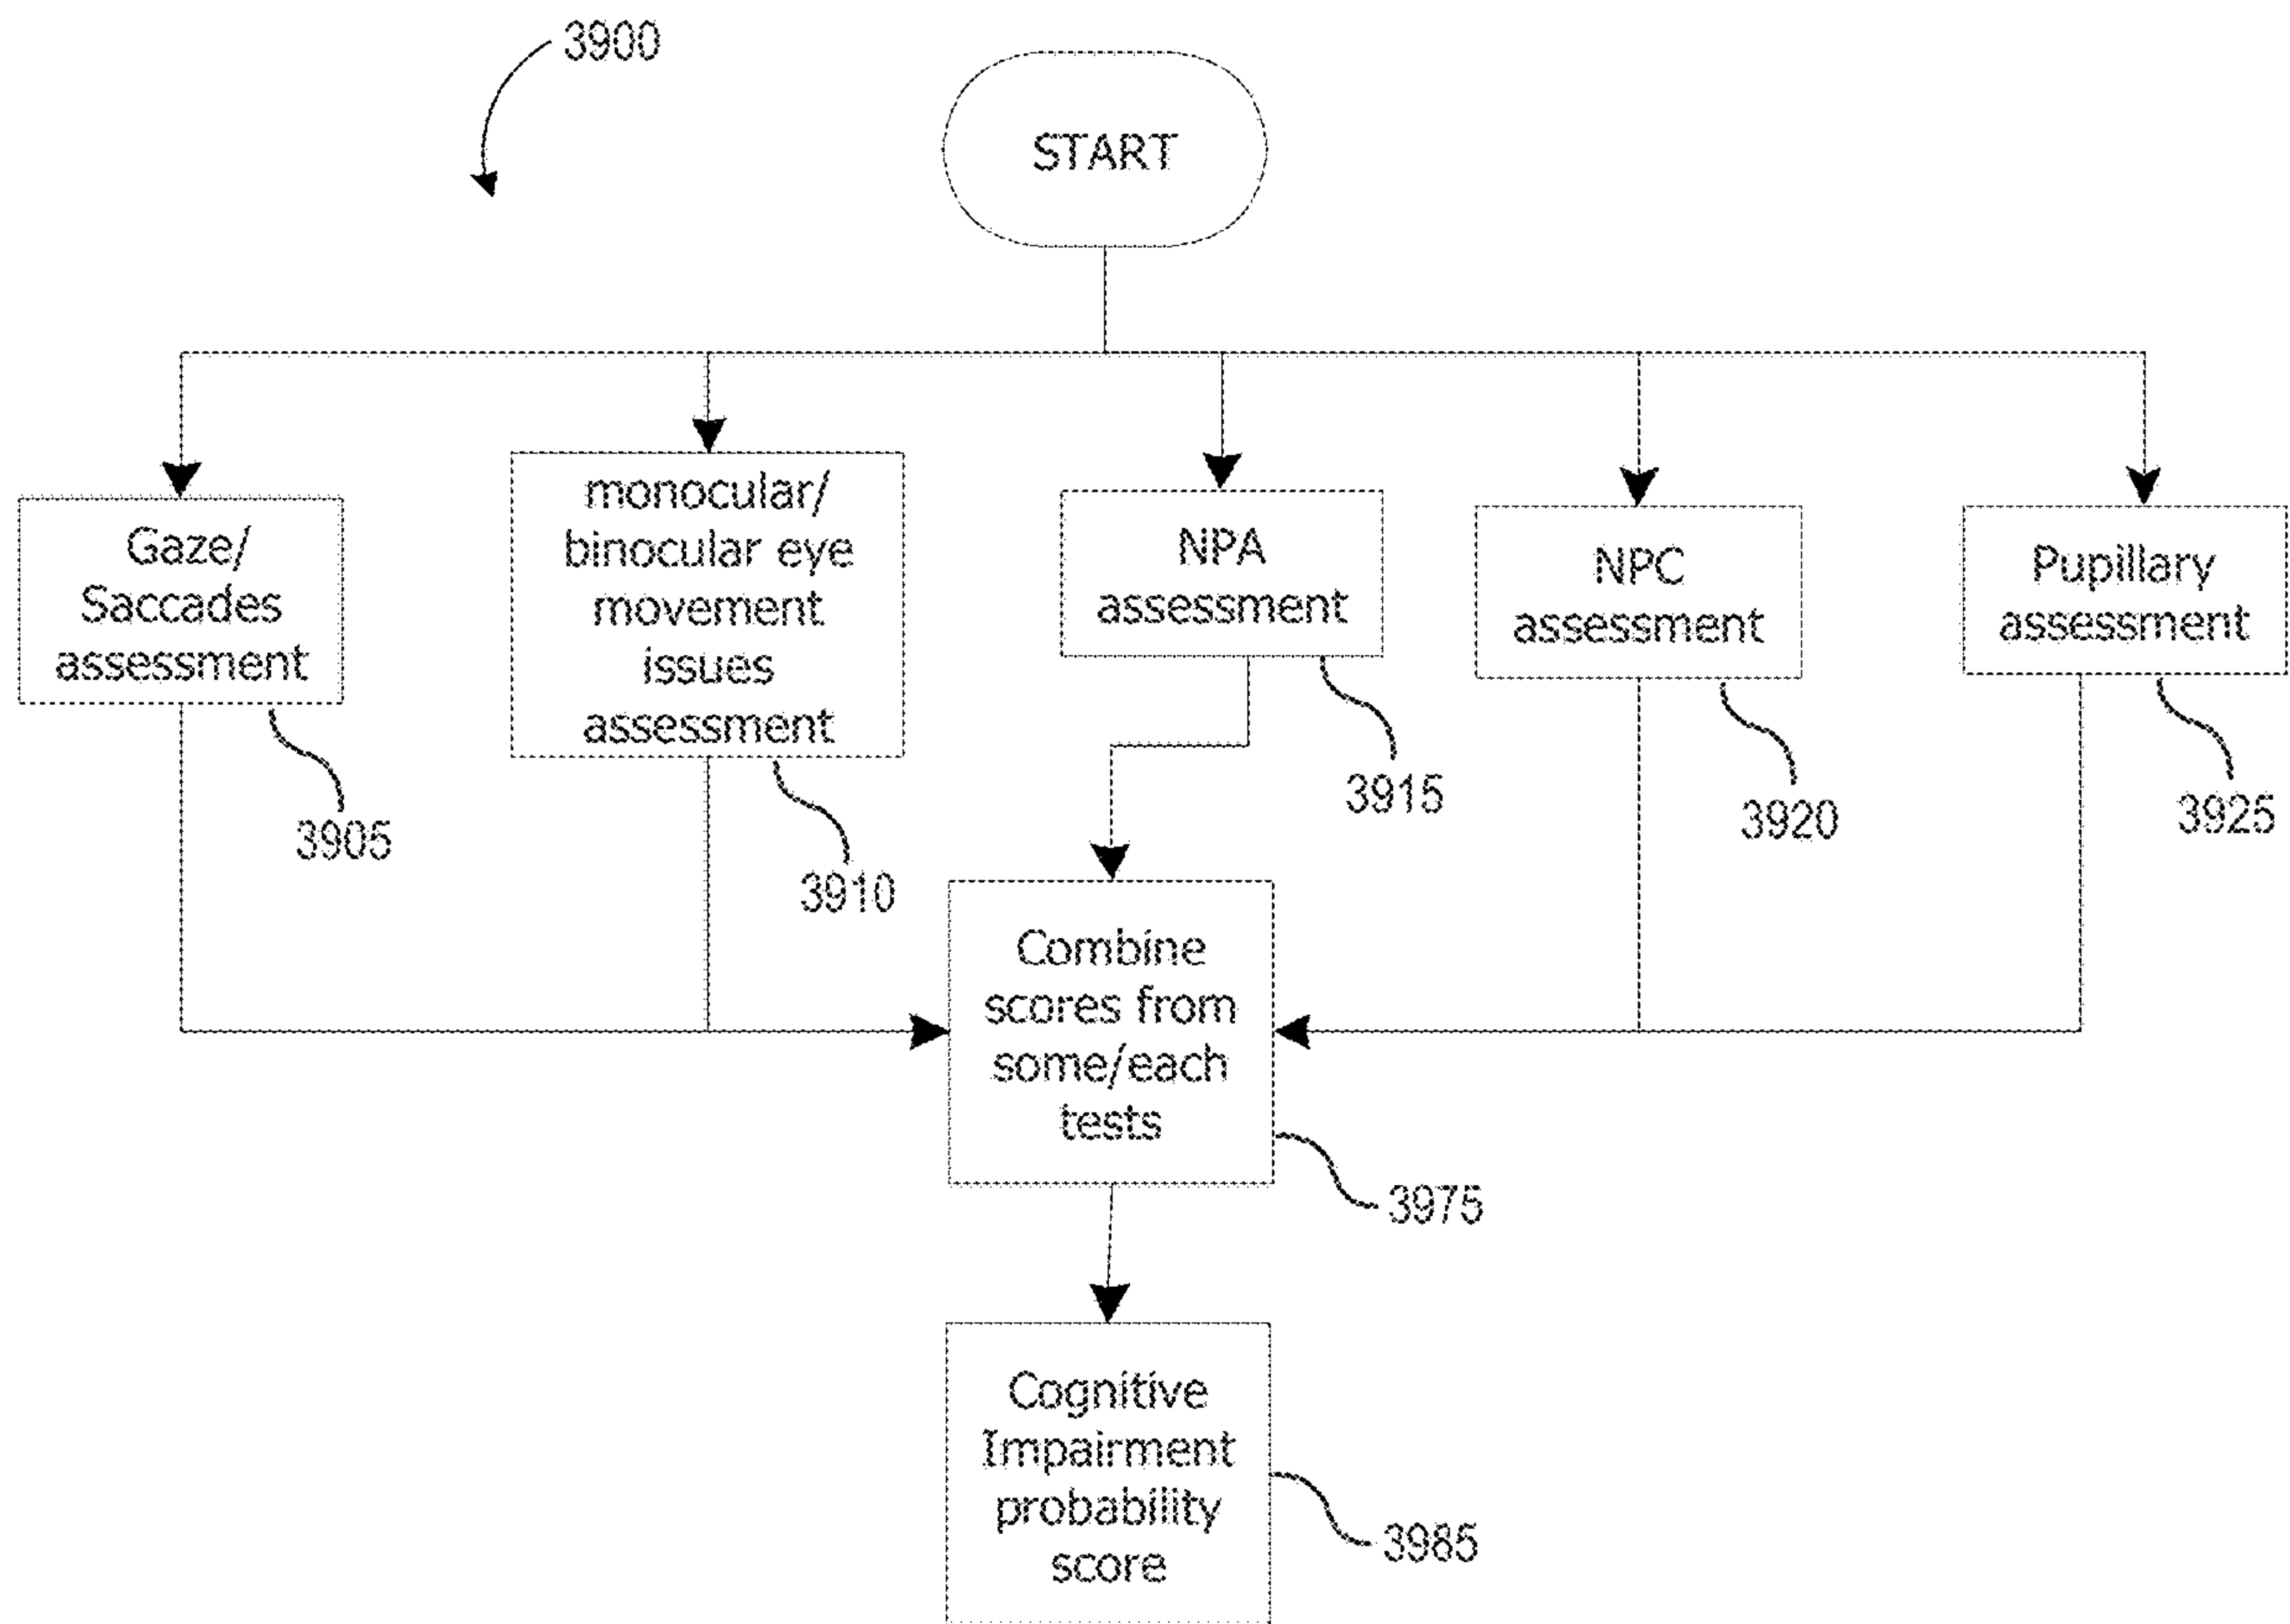 3900
START
Gaze/
Saccades
assessment
3905
monocular/
binocular eye
movement
issues
assessment
3910
NPA
assessment
3915
NPC
assessment
3920
Pupillary
assessment
3925
Combine
scores from
some/each
tests
3975
Cognitive
Impairment
probability
score
3985